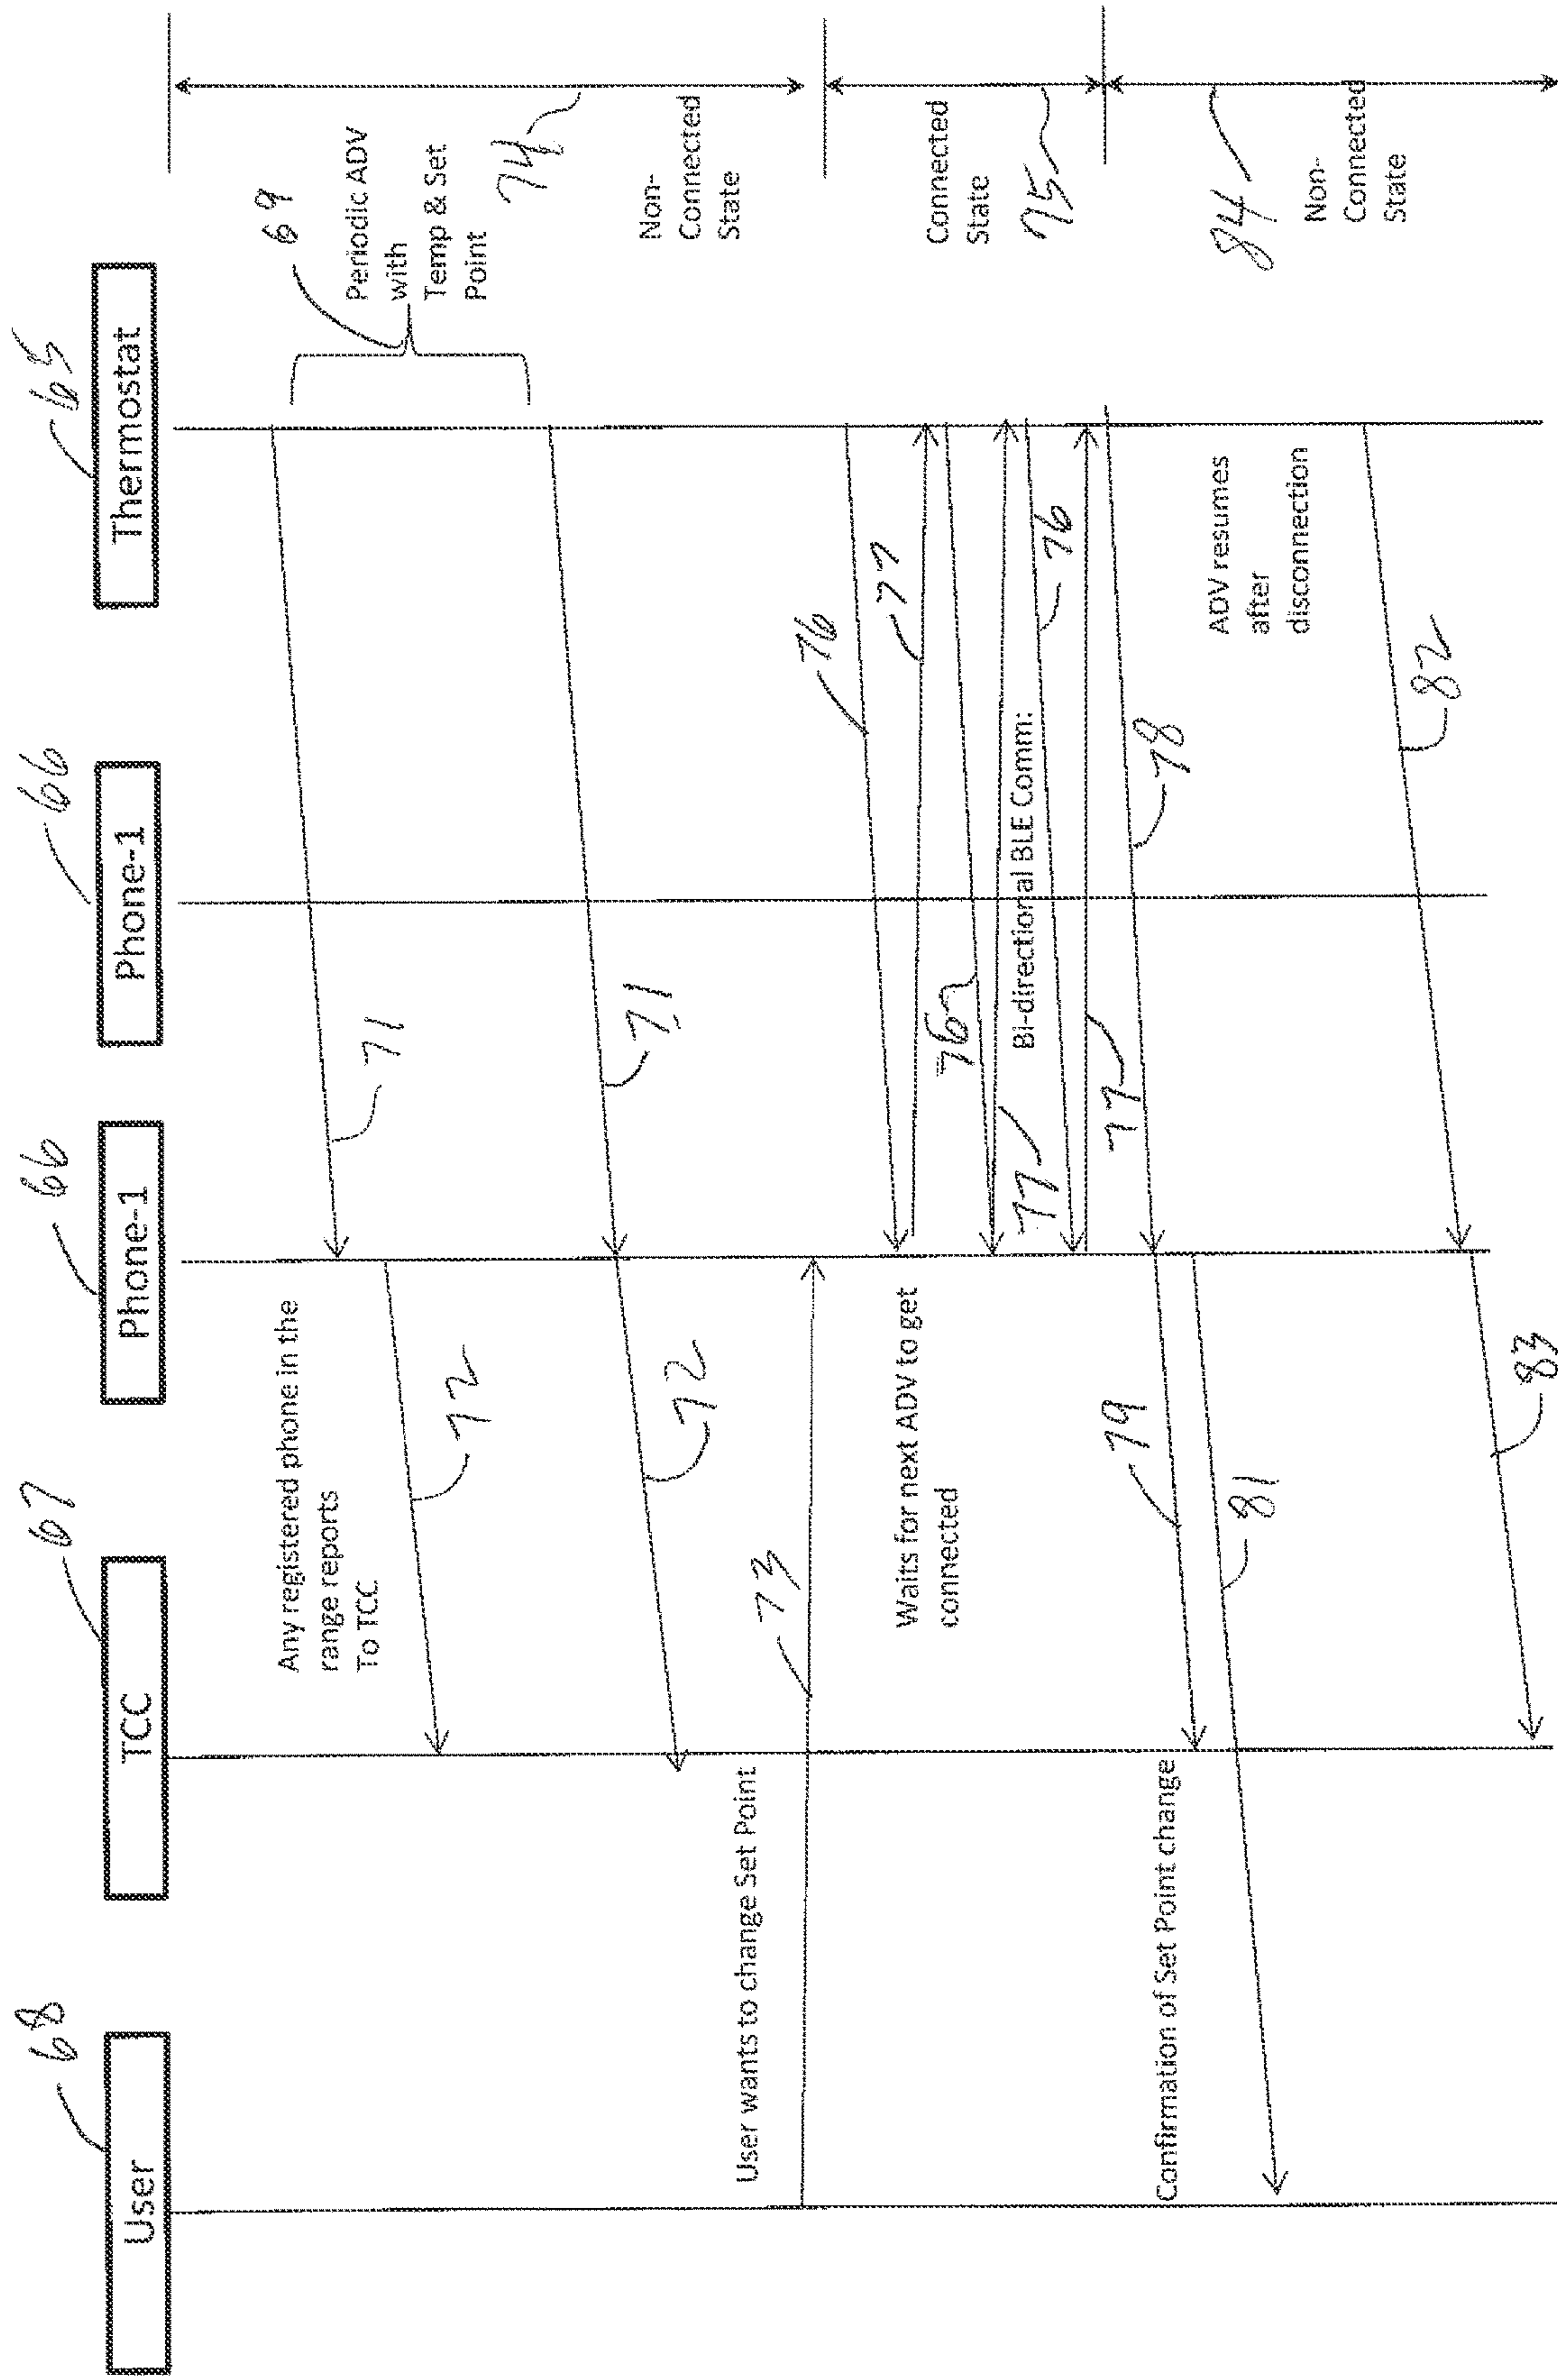 68
67
66
66
65
User
TCC
Phone-1
Phone-1
Thermostat
69
Periodic ADV
with
Temp & Set
Point
74
Non-
Connected
State
Any registered phone in the
range reports
To TCC
71
72
71
72
User wants to change Set Point
73
Waits for next ADV to get
connected
76
77
76
Bi-directional BLE Comm:
77
76
77
Connected
State
75
78
79
Confirmation of Set Point change
81
ADV resumes
after
disconnection
84
Non-
Connected
State
82
83